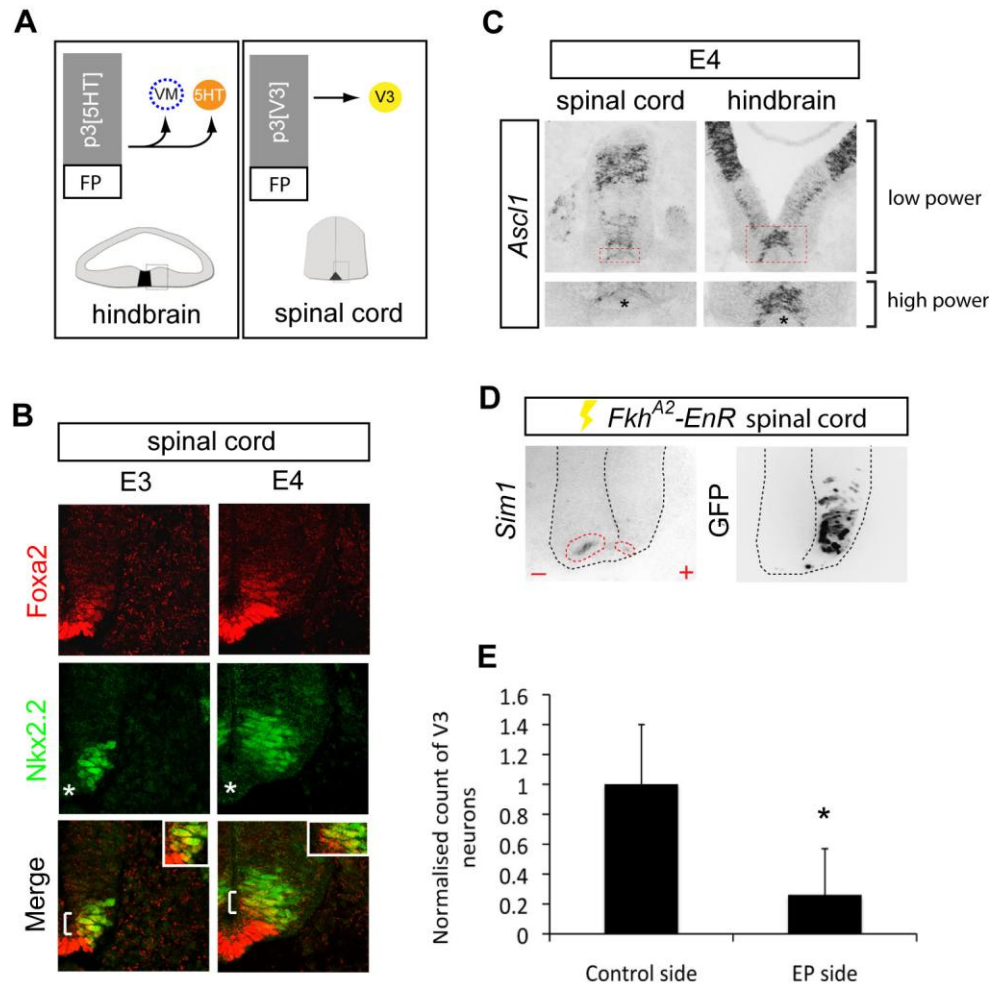 A
p3[5HT]
VM
5HT
FP
hindbrain
p3[V3]
V3
FP
spinal cord
B
spinal cord
E3
E4
Foxa2
Nkx2.2
*
*
Merge
C
E4
spinal cord
hindbrain
Ascl1
low power
*
*
high power
D
Fkh^A2-EnR spinal cord
Sim1
−
+
GFP
E
Normalised count of V3
neurons
1.6
1.4
1.2
1
0.8
0.6
0.4
0.2
0
*
Control side
EP side